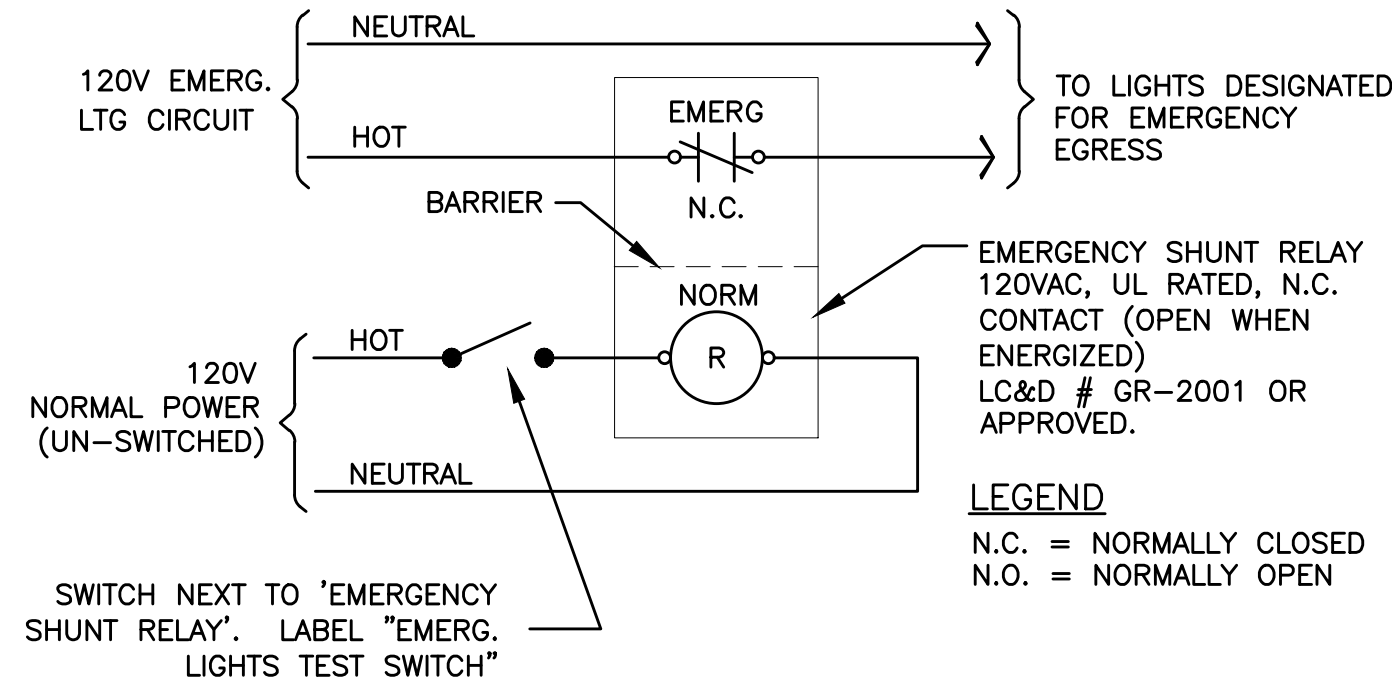 NEUTRAL
120V EMERG.
LTG CIRCUIT
HOT
EMERG
N.C.
TO LIGHTS DESIGNATED
FOR EMERGENCY
EGRESS
BARRIER
NORM
R
EMERGENCY SHUNT RELAY
120VAC, UL RATED, N.C.
CONTACT (OPEN WHEN
ENERGIZED)
LC&D # GR-2001 OR
APPROVED.
HOT
120V
NORMAL POWER
(UN-SWITCHED)
NEUTRAL
LEGEND
N.C. = NORMALLY CLOSED
N.O. = NORMALLY OPEN
SWITCH NEXT TO 'EMERGENCY
SHUNT RELAY'. LABEL "EMERG.
LIGHTS TEST SWITCH"